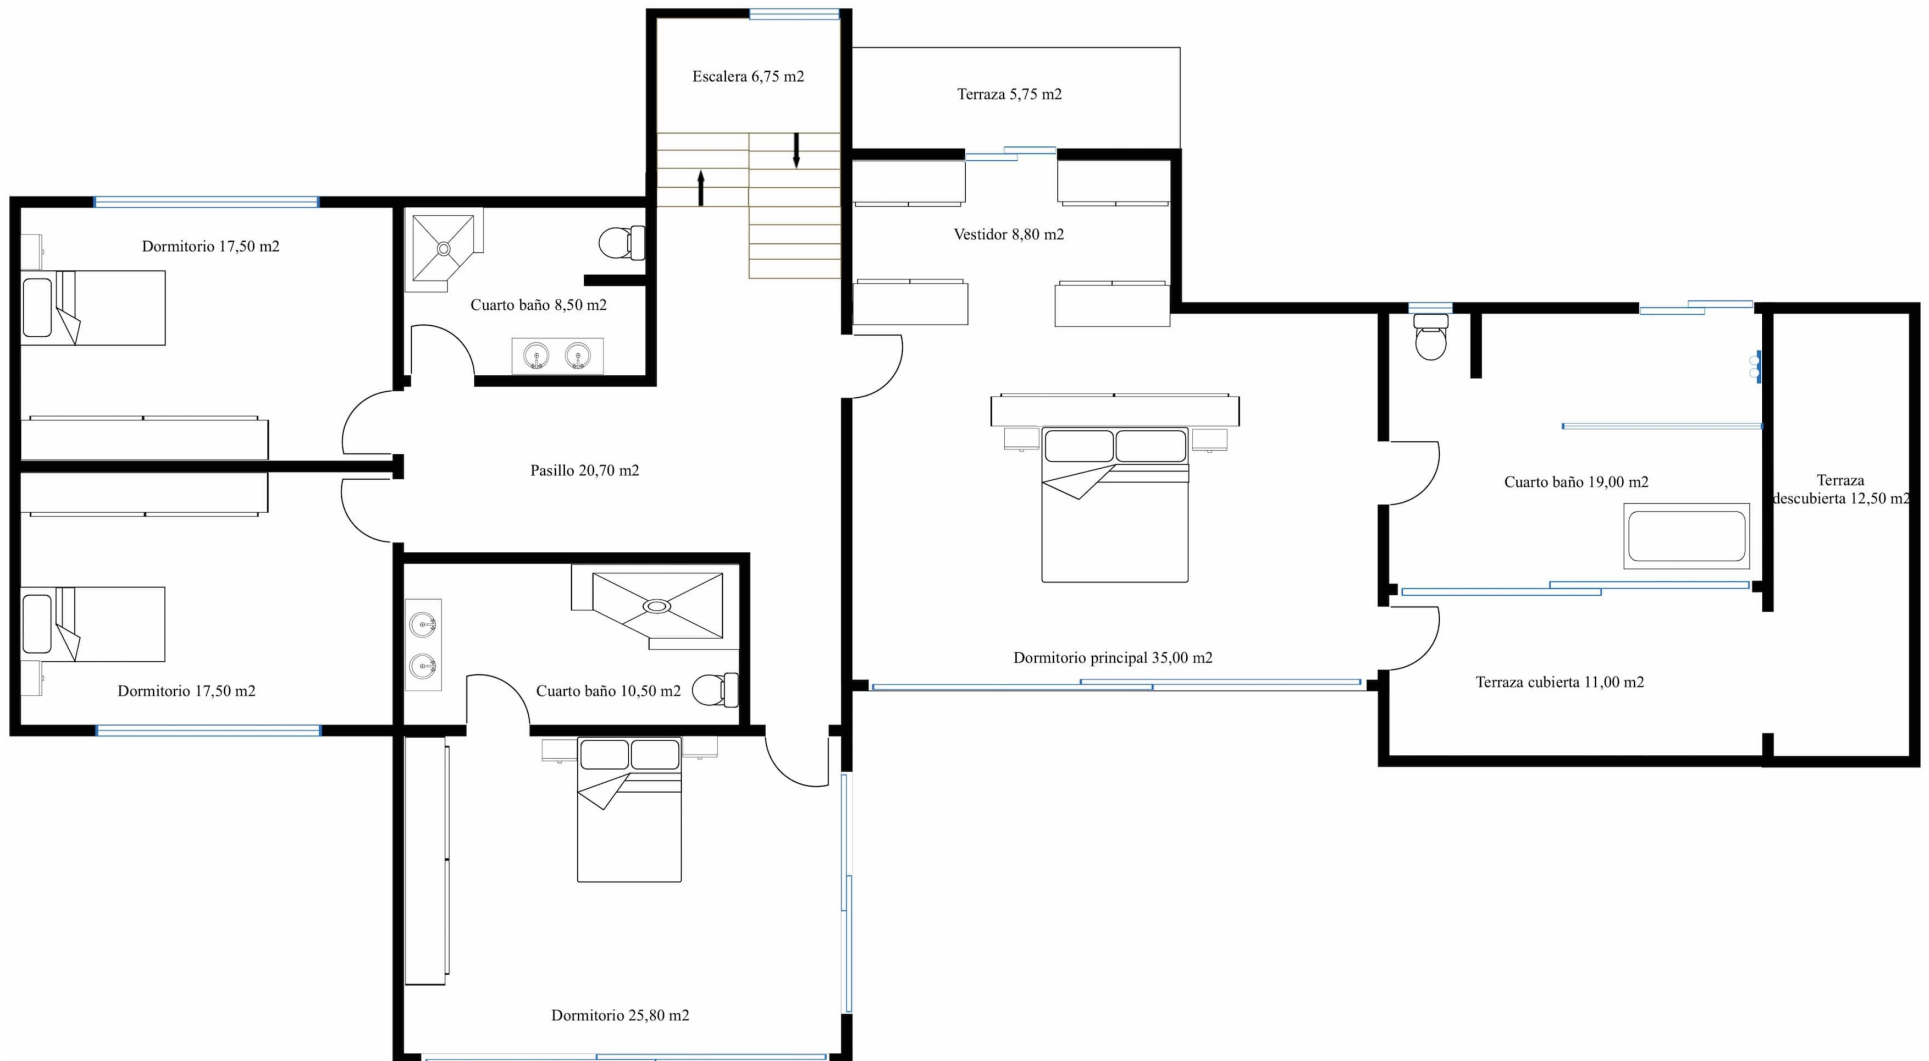 Escalera 6,75 m2
Terraza 5,75 m2
Dormitorio 17,50 m2
Vestidor 8,80 m2
Cuarto baño 8,50 m2
Pasillo 20,70 m2
Cuarto baño 19,00 m2
Terraza
descubierta 12,50 m2
Dormitorio principal 35,00 m2
Terraza cubierta 11,00 m2
Dormitorio 17,50 m2
Cuarto baño 10,50 m2
Dormitorio 25,80 m2